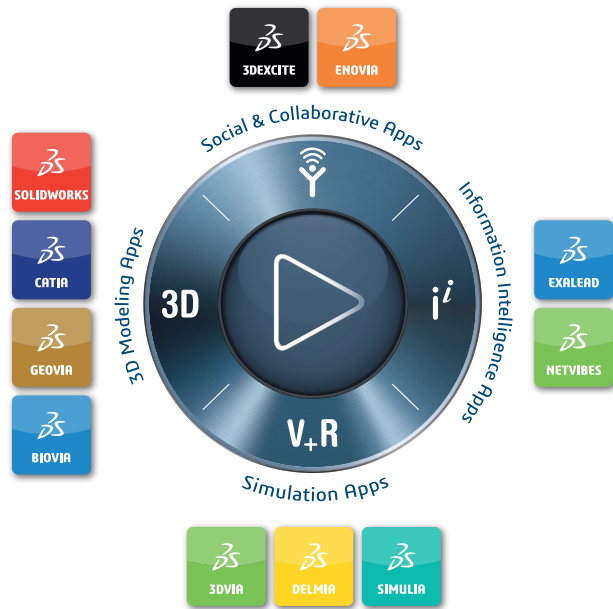 3DEXCITE
ENOVIA
Social & Collaborative Apps
SOLIDWORKS
CATIA
GEOVIA
BIOVIA
3D Modeling Apps
3D
i i
V+R
Information Intelligence Apps
EXALEAD
NETVIBES
Simulation Apps
3DVIA
DELMIA
SIMULIA